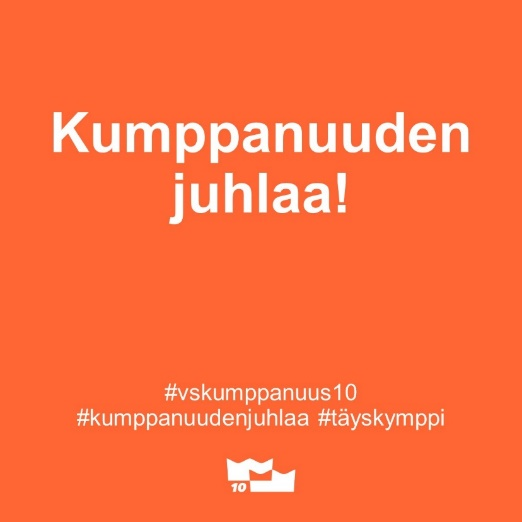 Kumppanuuden
juhlaa!
#vskumppanuus10
#kumppanuudenjuhlaa #täyskymppi
10